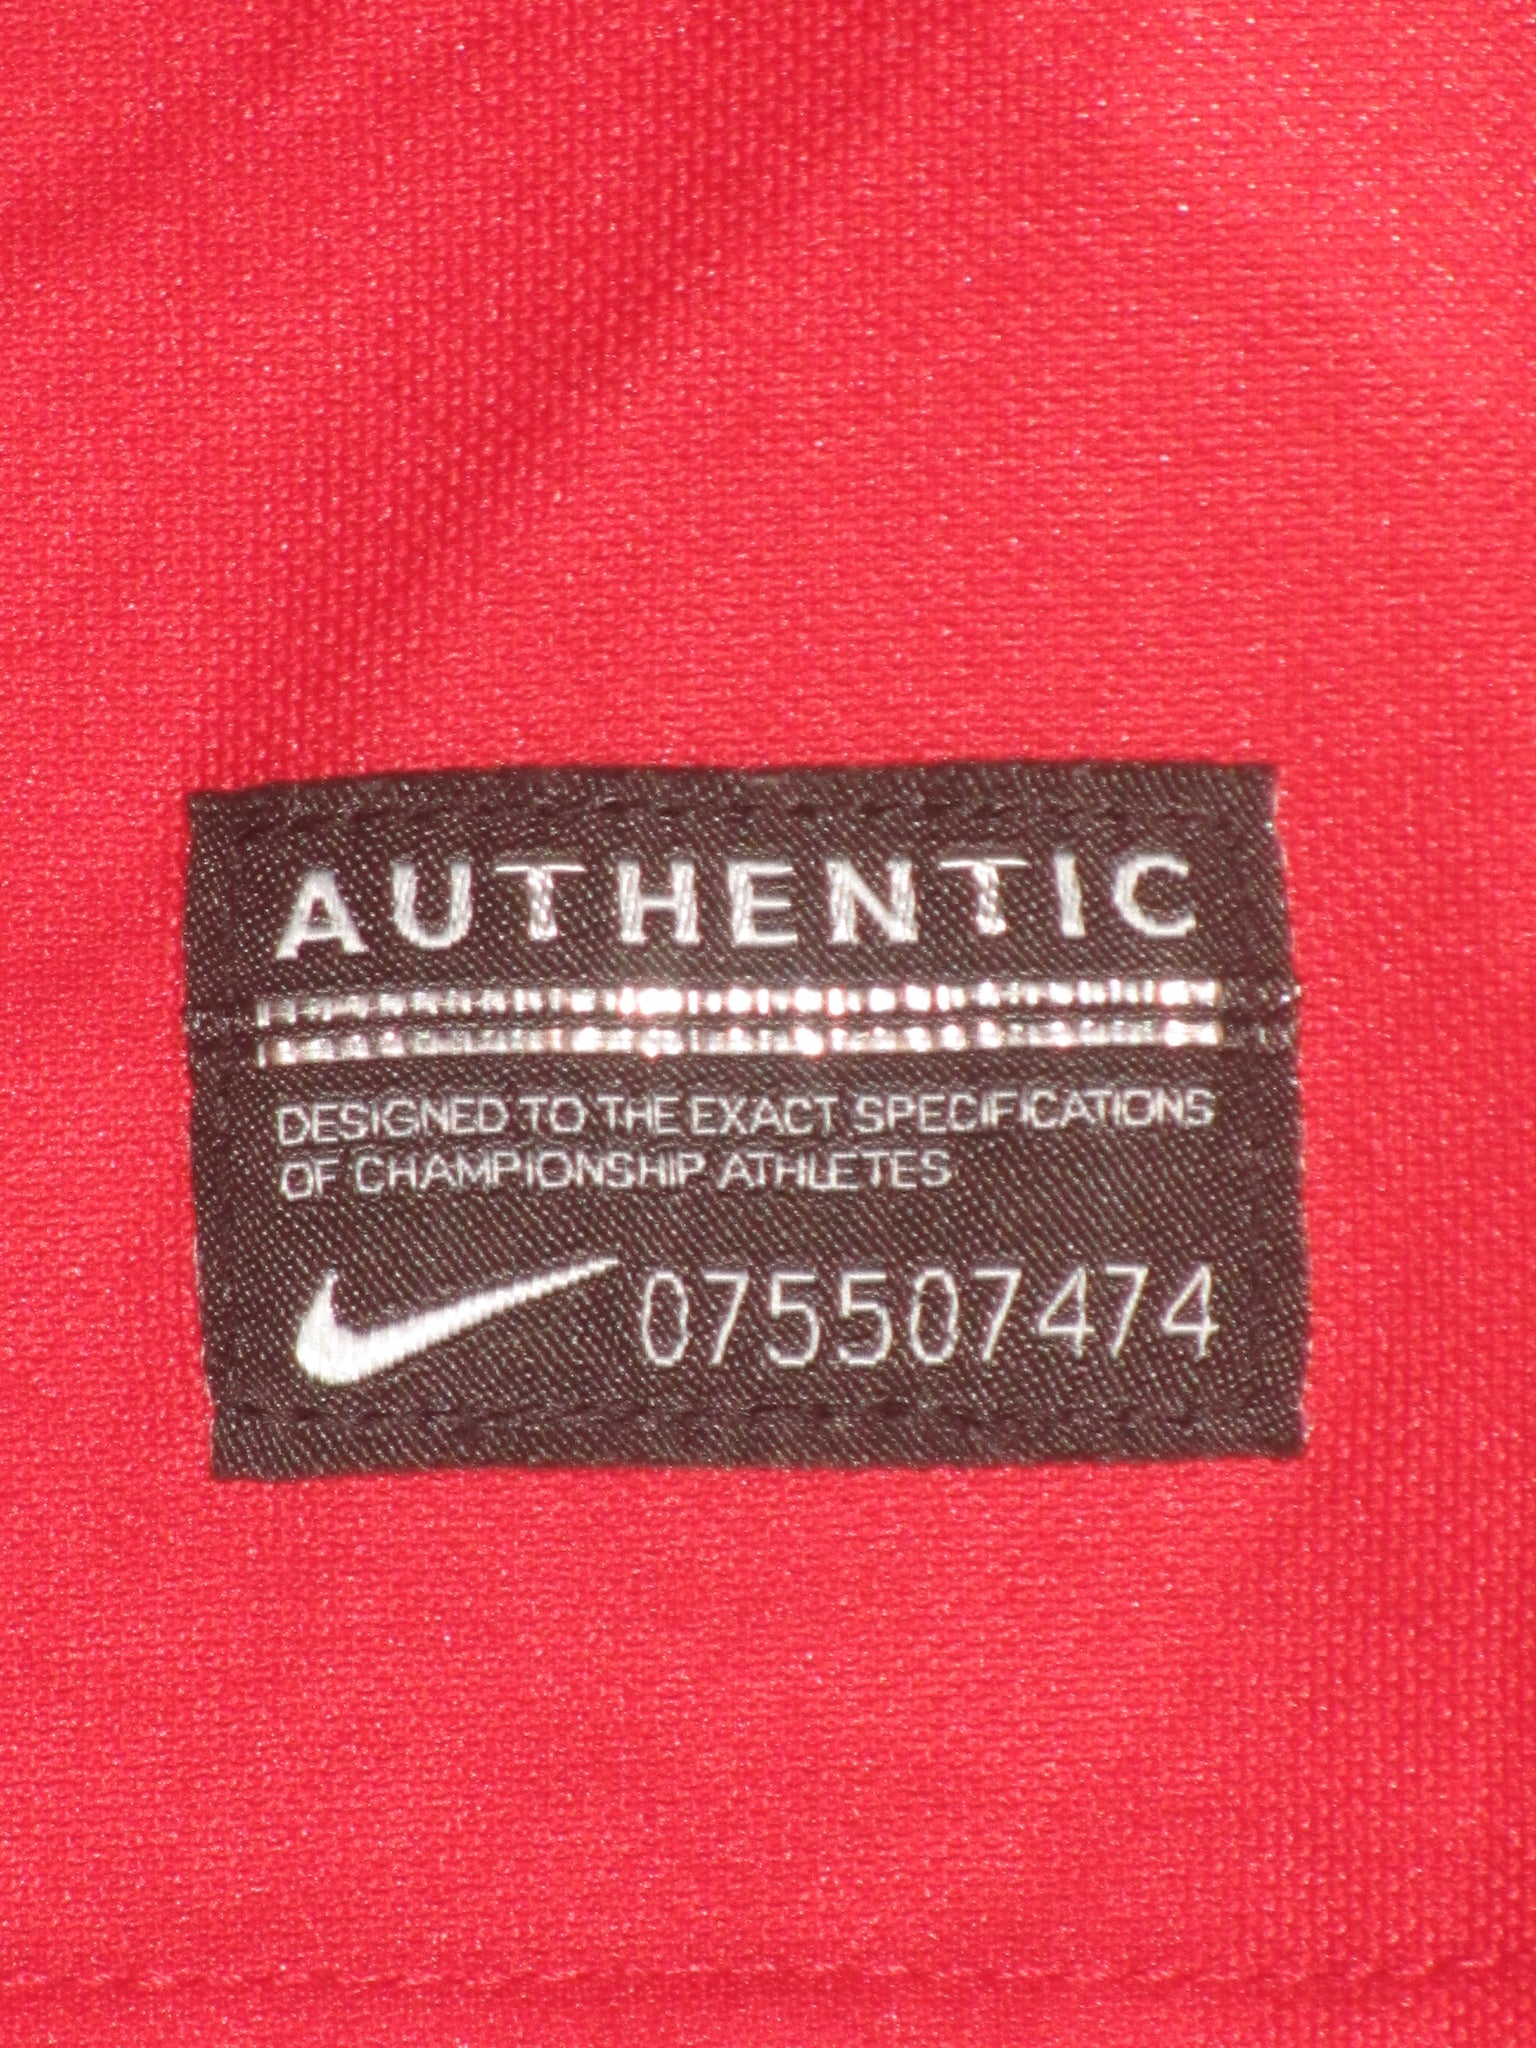 AUTHENTIC
DESIGNED TO THE EXACT SPECIFICATIONS
OF CHAMPIONSHIP ATHLETES
075507474